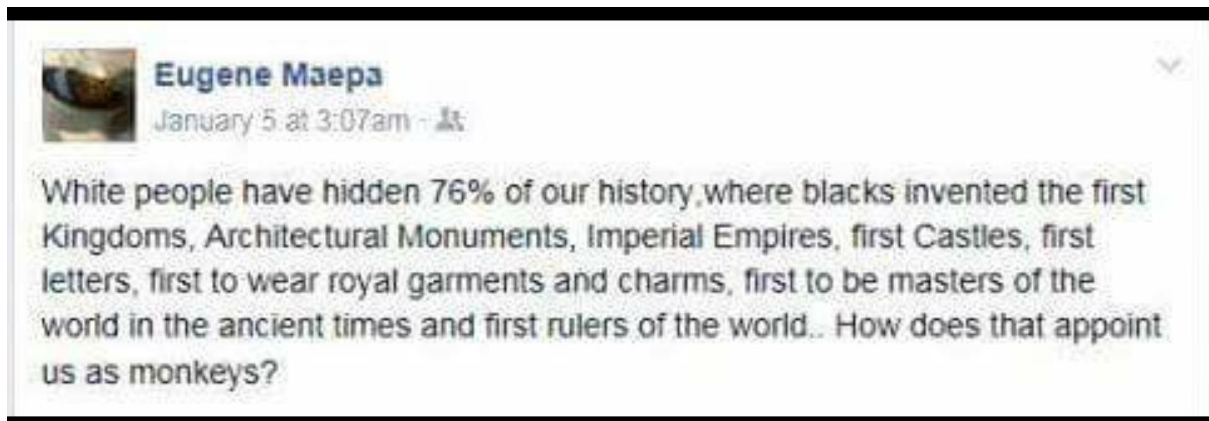 Eugene Maepa
January 5 at 3:07am ·
White people have hidden 76% of our history,where blacks invented the first
Kingdoms, Architectural Monuments, Imperial Empires, first Castles, first
letters, first to wear royal garments and charms, first to be masters of the
world in the ancient times and first rulers of the world.. How does that appoint
us as monkeys?